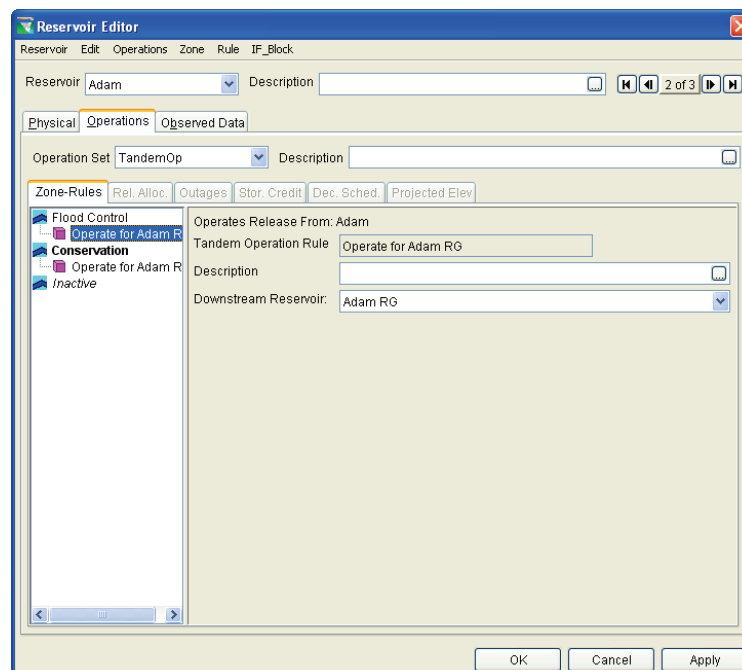 Reservoir Editor
Reservoir Edit Operations Zone Rule IF_Block
Reservoir Adam Description ... 2 of 3
Physical Operations Observed Data
Operation Set TandemOp Description ...
Zone-Rules Rel. Alloc. Outages Stor. Credit Dec. Sched. Projected Elev
Flood Control
Operate for Adam R
Conservation
Operate for Adam R
Inactive
Operates Release From: Adam
Tandem Operation Rule Operate for Adam RG
Description ...
Downstream Reservoir: Adam RG
OK Cancel Apply